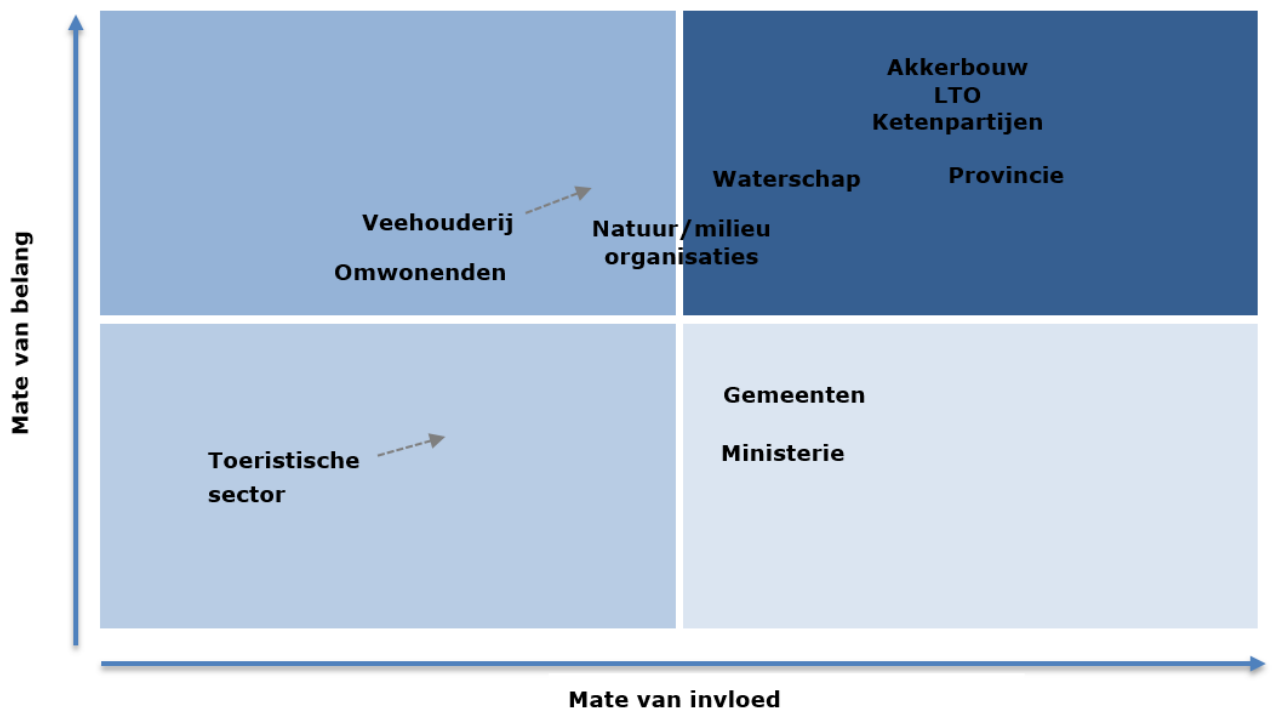 Akkerbouw
LTO
Ketenpartijen
Waterschap
Provincie
Veehouderij
Natuur/milieu
organisaties
Omwonenden
Mate van belang
Gemeenten
Ministerie
Toeristische
sector
Mate van invloed